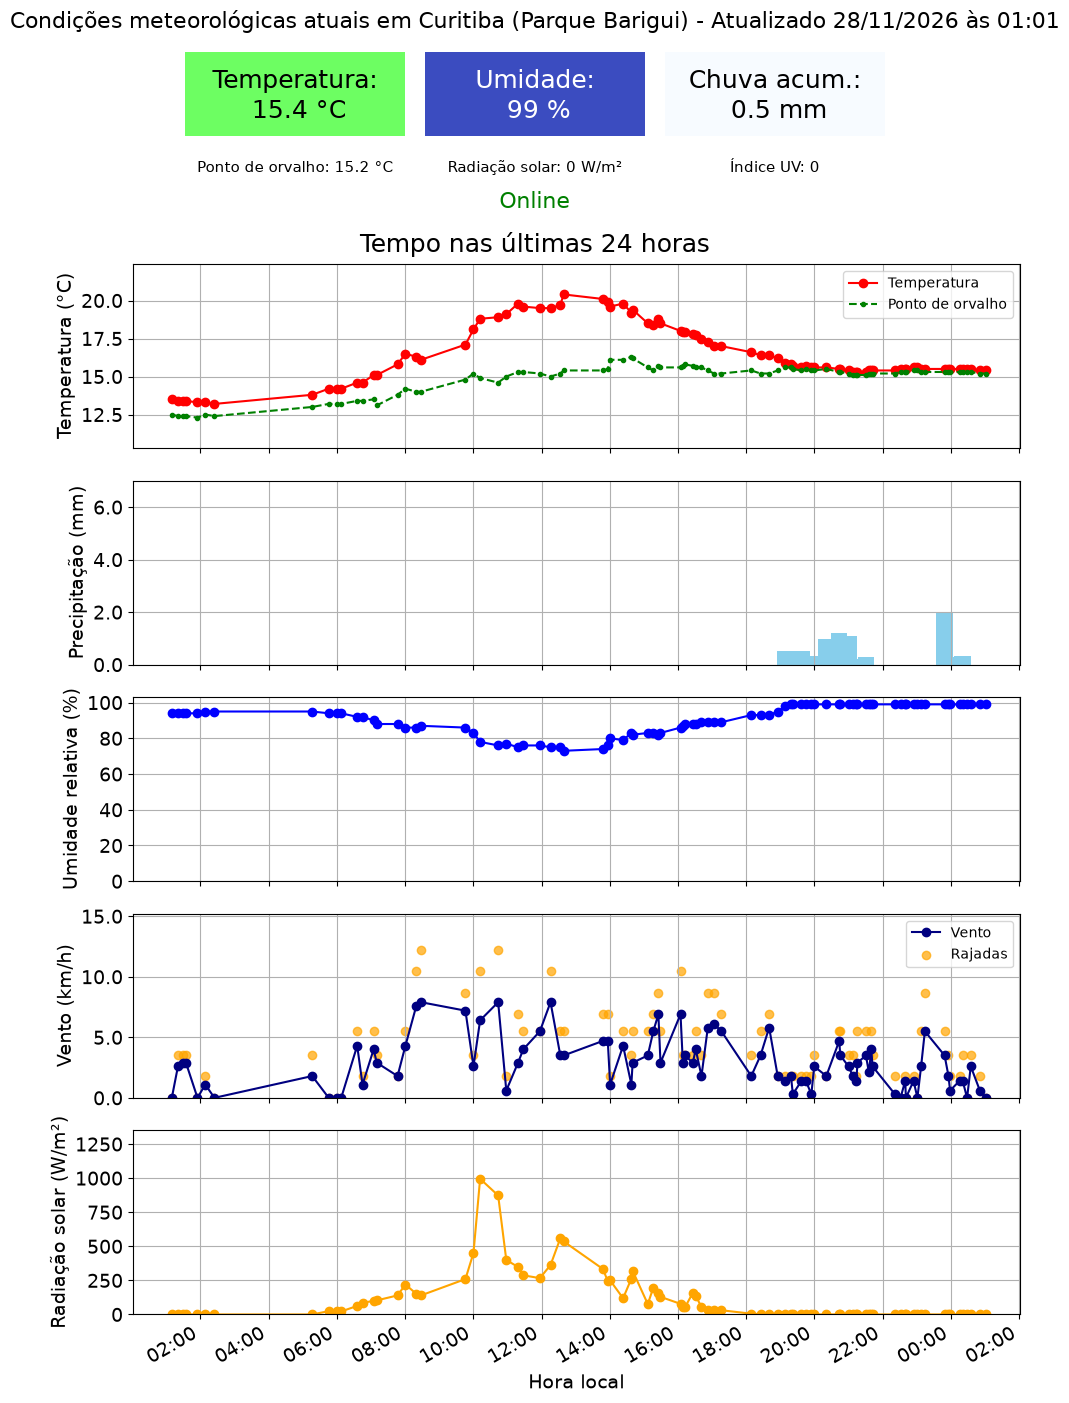 Condições meteorológicas atuais em Curitiba (Parque Barigui) - Atualizado 28/11/2026 às 01:01
Temperatura:
15.4 °C
Umidade:
99 %
Chuva acum.:
0.5 mm
Ponto de orvalho: 15.2 °C
Radiação solar: 0 W/m²
Índice UV: 0
Online
Tempo nas últimas 24 horas
Temperatura (°C)
20.0
17.5
15.0
12.5
Temperatura
Ponto de orvalho
Precipitação (mm)
6.0
4.0
2.0
0.0
Umidade relativa (%)
100
80
60
40
20
0
Vento (km/h)
15.0
10.0
5.0
0.0
Vento
Rajadas
Radiação solar (W/m²)
1250
1000
750
500
250
0
02:00
04:00
06:00
08:00
10:00
12:00
14:00
16:00
18:00
20:00
22:00
00:00
02:00
Hora local